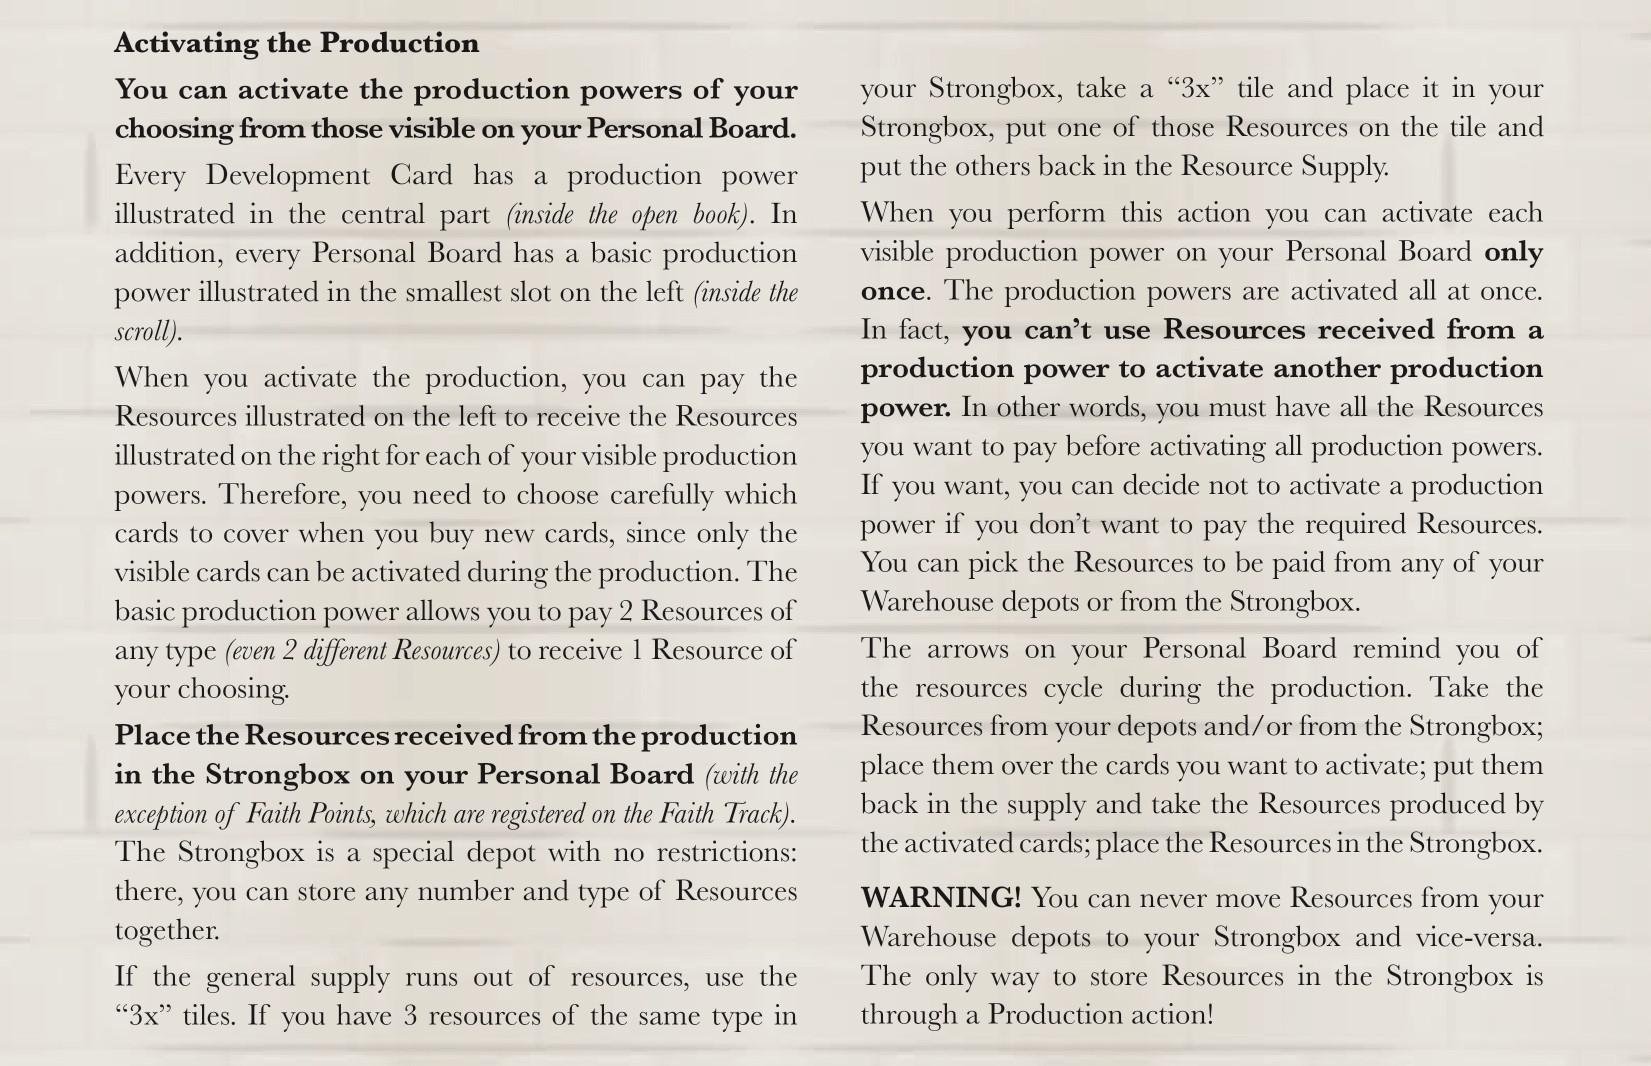 Activating the Production
You can activate the production powers of your
choosing from those visible on your Personal Board.
Every Development Card has a production power
illustrated in the central part (inside the open book). In
addition, every Personal Board has a basic production
power illustrated in the smallest slot on the left (inside the
scroll).
When you activate the production, you can pay the
Resources illustrated on the left to receive the Resources
illustrated on the right for each of your visible production
powers. Therefore, you need to choose carefully which
cards to cover when you buy new cards, since only the
visible cards can be activated during the production. The
basic production power allows you to pay 2 Resources of
any type (even 2 different Resources) to receive 1 Resource of
your choosing.
Place the Resources received from the production
in the Strongbox on your Personal Board (with the
exception of Faith Points, which are registered on the Faith Track).
The Strongbox is a special depot with no restrictions:
there, you can store any number and type of Resources
together.
If the general supply runs out of resources, use the
“3x” tiles. If you have 3 resources of the same type in
your Strongbox, take a “3x” tile and place it in your
Strongbox, put one of those Resources on the tile and
put the others back in the Resource Supply.
When you perform this action you can activate each
visible production power on your Personal Board only
once. The production powers are activated all at once.
In fact, you can’t use Resources received from a
production power to activate another production
power. In other words, you must have all the Resources
you want to pay before activating all production powers.
If you want, you can decide not to activate a production
power if you don’t want to pay the required Resources.
You can pick the Resources to be paid from any of your
Warehouse depots or from the Strongbox.
The arrows on your Personal Board remind you of
the resources cycle during the production. Take the
Resources from your depots and/or from the Strongbox;
place them over the cards you want to activate; put them
back in the supply and take the Resources produced by
the activated cards; place the Resources in the Strongbox.
WARNING! You can never move Resources from your
Warehouse depots to your Strongbox and vice-versa.
The only way to store Resources in the Strongbox is
through a Production action!